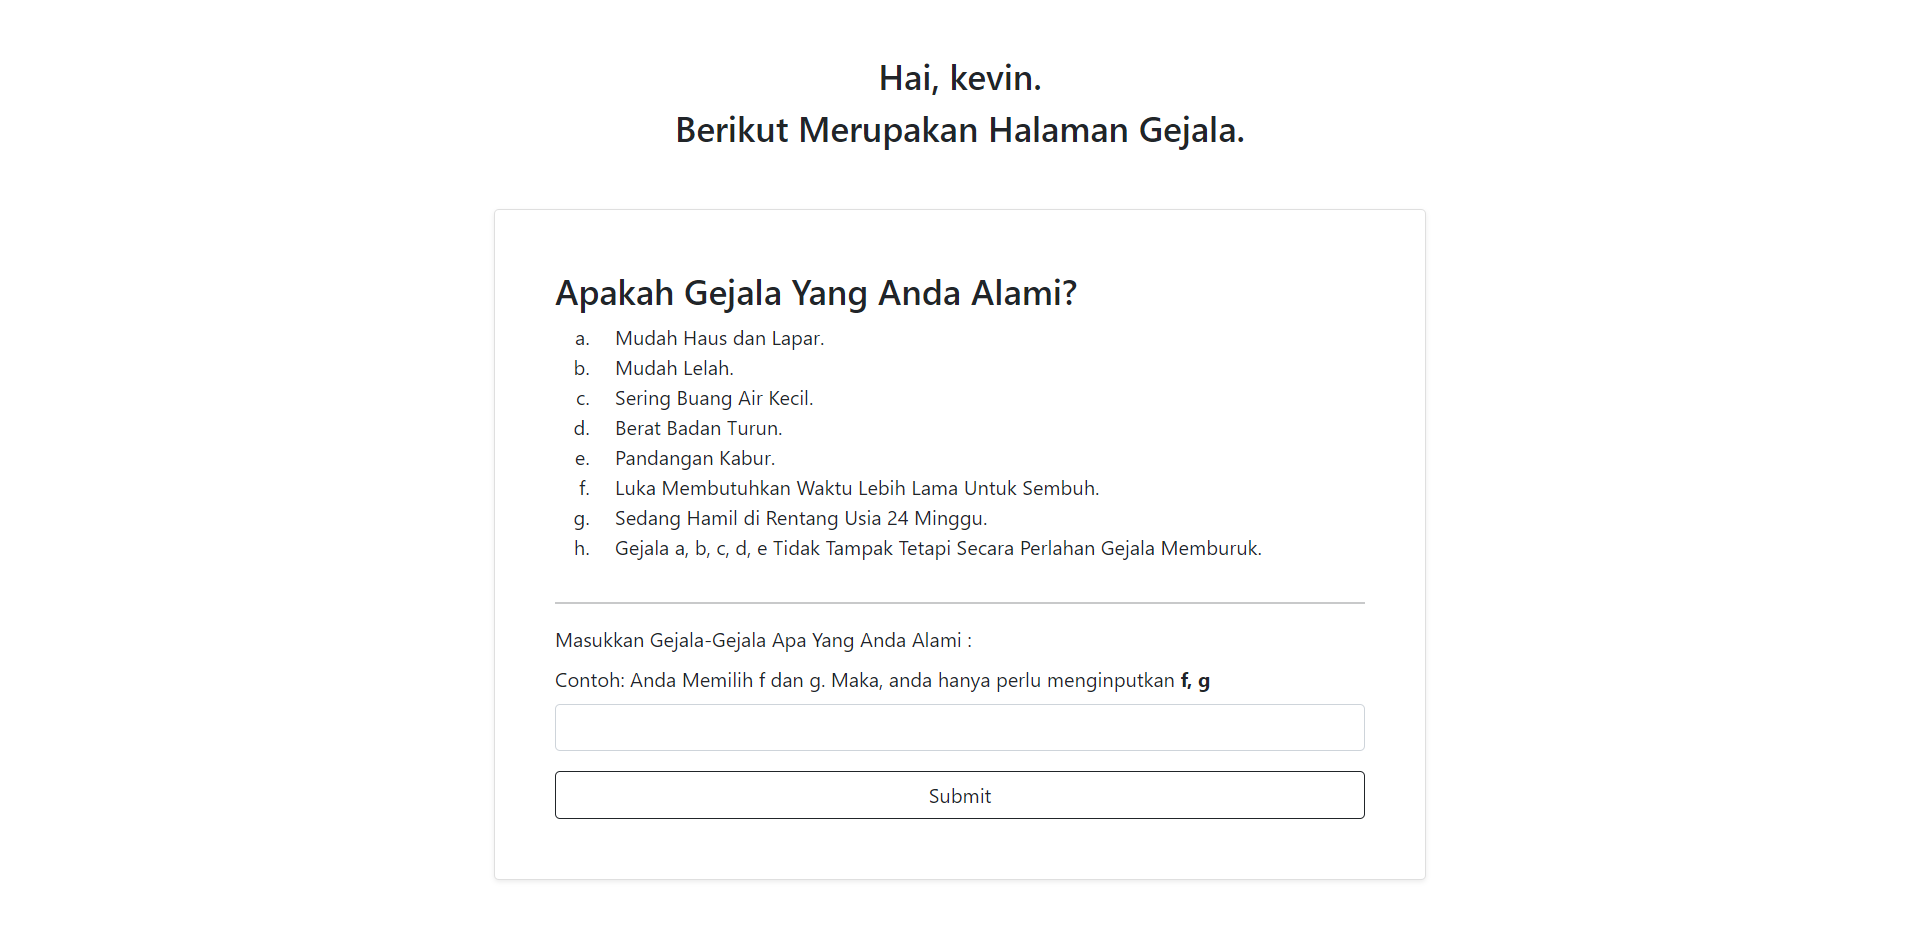 Hai, kevin.
Berikut Merupakan Halaman Gejala.
Apakah Gejala Yang Anda Alami?
a. Mudah Haus dan Lapar.
b. Mudah Lelah.
c. Sering Buang Air Kecil.
d. Berat Badan Turun.
e. Pandangan Kabur.
f. Luka Membutuhkan Waktu Lebih Lama Untuk Sembuh.
g. Sedang Hamil di Rentang Usia 24 Minggu.
h. Gejala a, b, c, d, e Tidak Tampak Tetapi Secara Perlahan Gejala Memburuk.
Masukkan Gejala-Gejala Apa Yang Anda Alami :
Contoh: Anda Memilih f dan g. Maka, anda hanya perlu menginputkan f, g
Submit